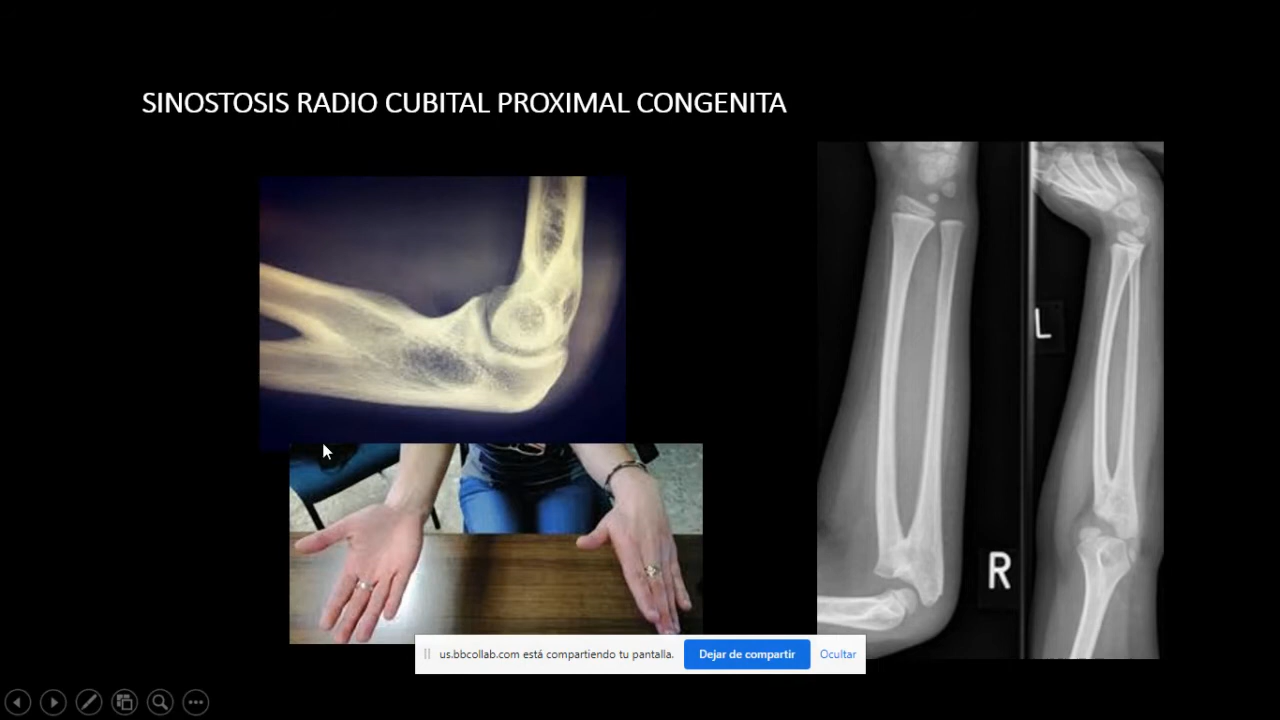 SINOSTOSIS RADIO CUBITAL PROXIMAL CONGENITA
L
R
us.bbcollab.com está compartiendo tu pantalla.
Dejar de compartir
Ocultar